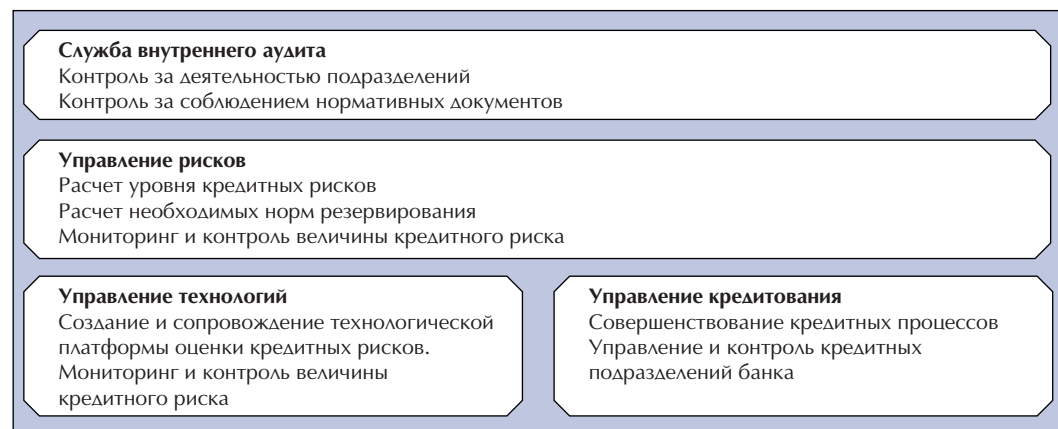 Служба внутреннего аудита
Контроль за деятельностью подразделений
Контроль за соблюдением нормативных документов
Управление рисков
Расчет уровня кредитных рисков
Расчет необходимых норм резервирования
Мониторинг и контроль величины кредитного риска
Управление технологий
Создание и сопровождение технологической
платформы оценки кредитных рисков.
Мониторинг и контроль величины
кредитного риска
Управление кредитования
Совершенствование кредитных процессов
Управление и контроль кредитных
подразделений банка